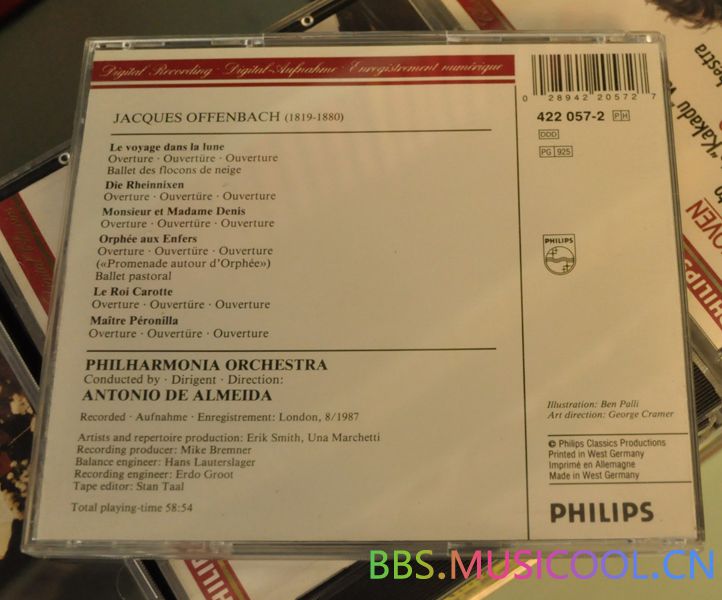 Digital Recording · Digital-Aufnahme · Enregistrement numérique
JACQUES OFFENBACH (1819-1880)
Le voyage dans la lune
Overture · Ouvertüre · Ouverture
Ballet des flocons de neige
Die Rheinnixen
Overture · Ouvertüre · Ouverture
Monsieur et Madame Denis
Overture · Ouvertüre · Ouverture
Orphée aux Enfers
Overture · Ouvertüre · Ouverture
(«Promenade autour d'Orphée»)
Ballet pastoral
Le Roi Carotte
Overture · Ouvertüre · Ouverture
Maître Péronilla
Overture · Ouvertüre · Ouverture
PHILHARMONIA ORCHESTRA
Conducted by · Dirigent · Direction:
ANTONIO DE ALMEIDA
Recorded · Aufnahme · Enregistrement: London, 8/1987
Artists and repertoire production: Erik Smith, Una Marchetti
Recording producer: Mike Bremner
Balance engineer: Hans Lauterslager
Recording engineer: Erdo Groot
Tape editor: Stan Taal
Total playing-time 58:54
0 28942 20572 7
422 057-2 PH
DDD
PG 925
PHILIPS
Illustration: Ben Palli
Art direction: George Cramer
© Philips Classics Productions
Printed in West Germany
Imprimé en Allemagne
Made in West Germany
PHILIPS
"Kakadu
PHILIPS
PHILIPS
BBS.MUSICOOL.CN